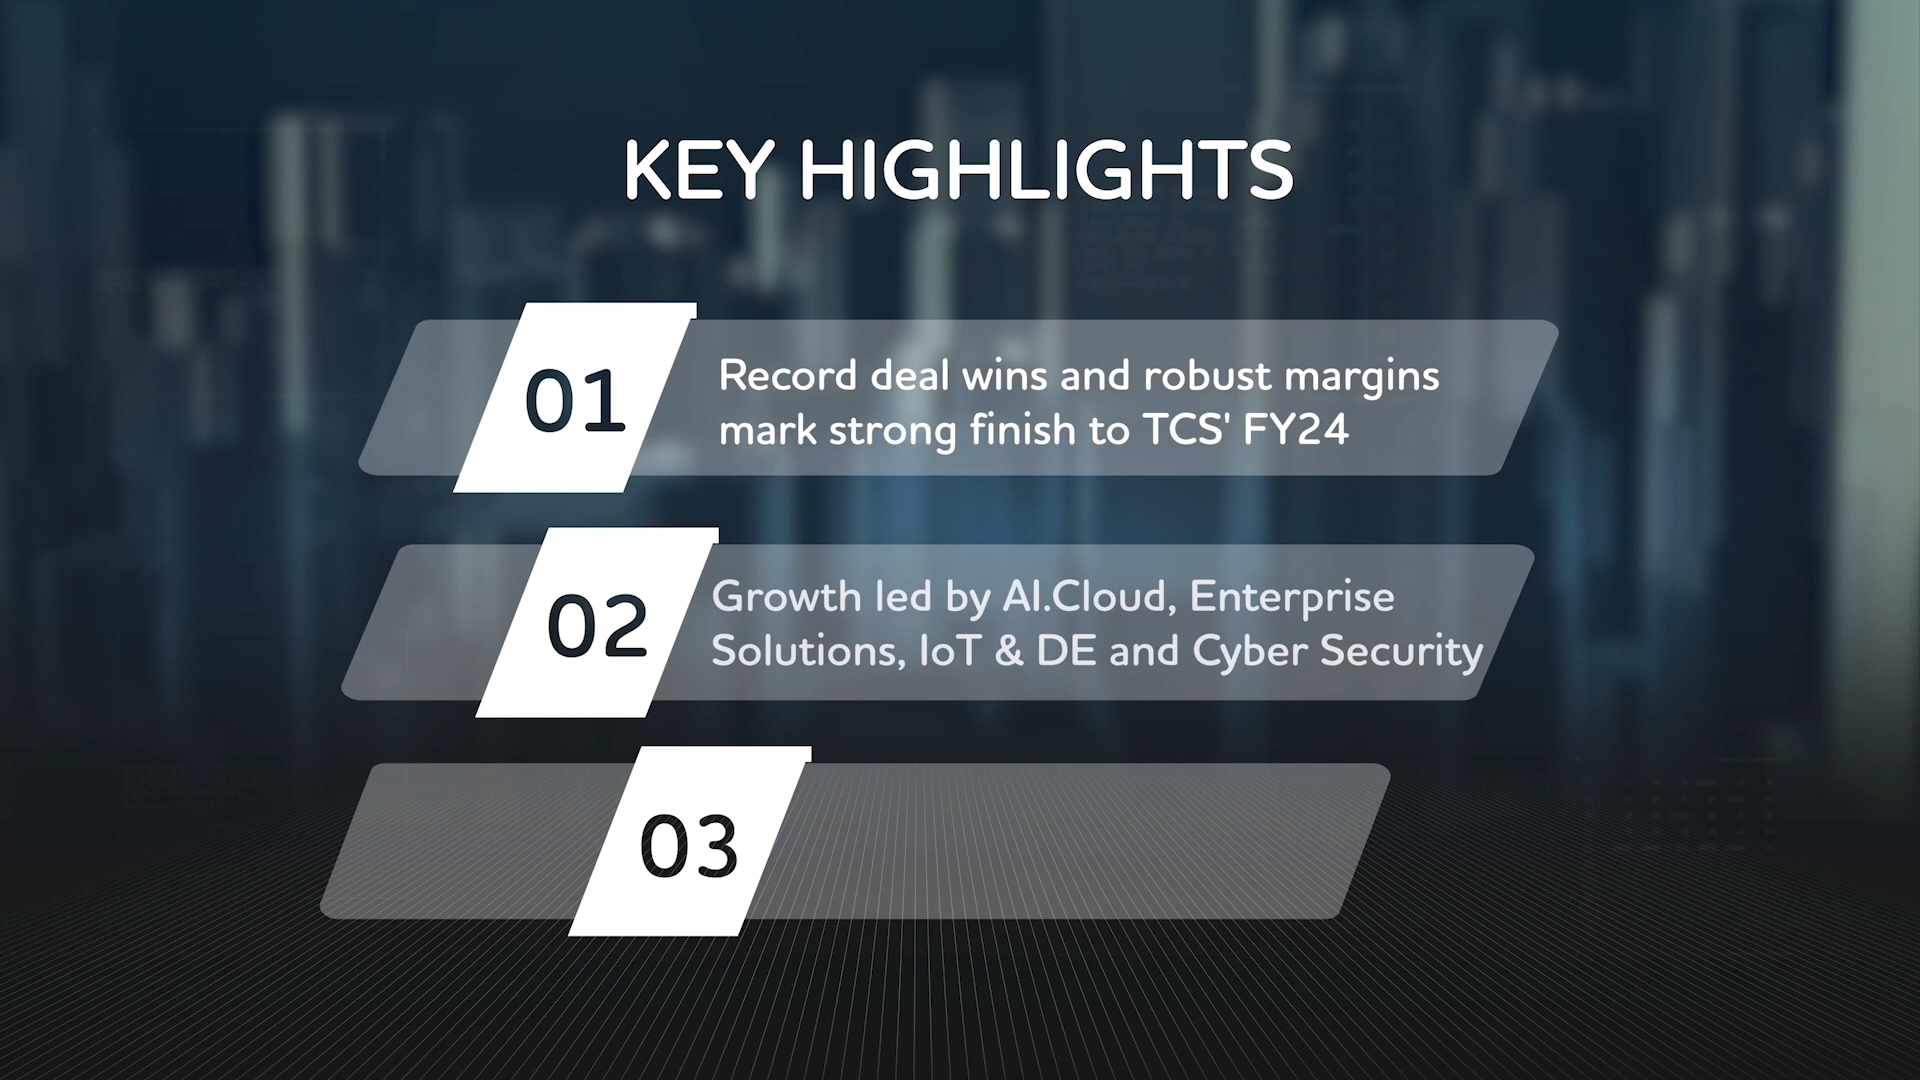 KEY HIGHLIGHTS
01
Record deal wins and robust margins
mark strong finish to TCS' FY24
02
Growth led by AI.Cloud, Enterprise
Solutions, IoT & DE and Cyber Security
03